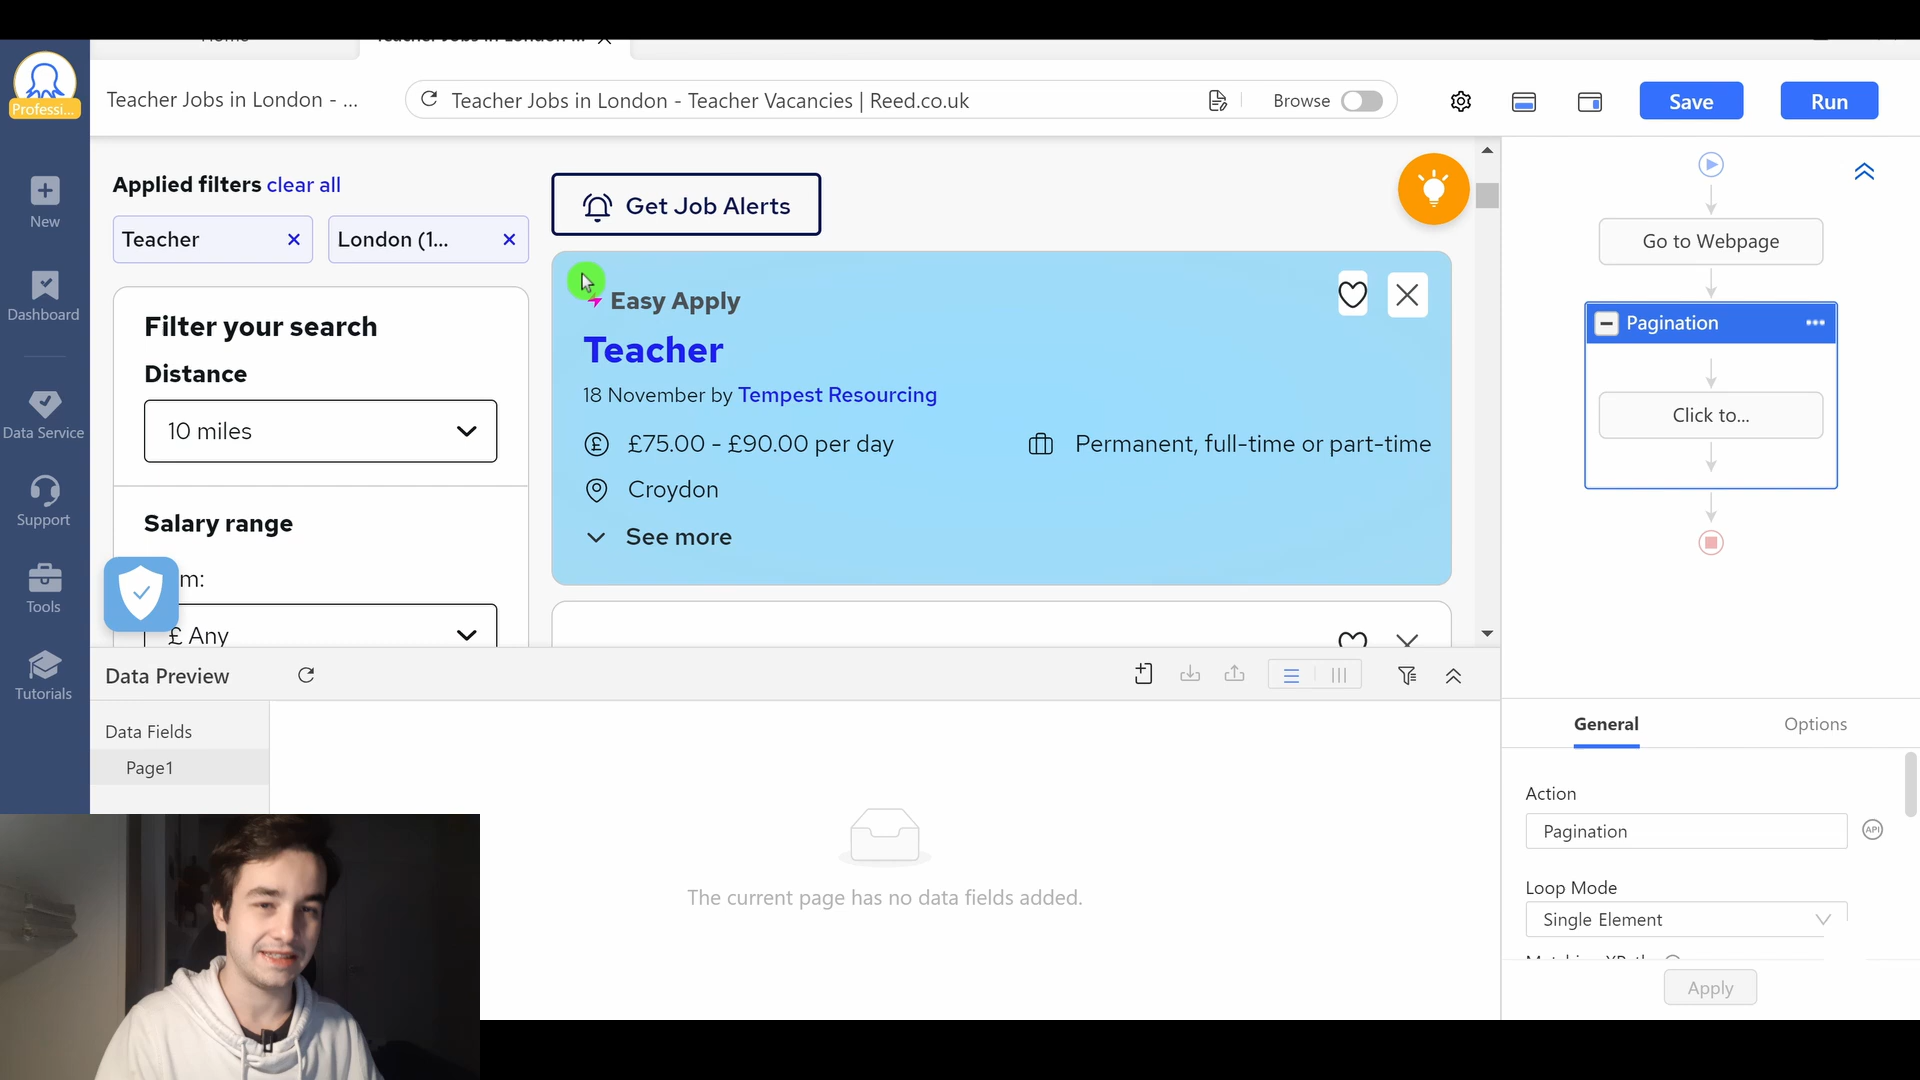 Teacher Jobs in London - ...
Teacher Jobs in London - Teacher Vacancies | Reed.co.uk
Browse
Save
Run
Professi...
New
Dashboard
Data Service
Support
Tools
Tutorials
Applied filters clear all
Teacher
London (1...
Filter your search
Distance
10 miles
Salary range
m:
£ Any
Get Job Alerts
Easy Apply
Teacher
18 November by Tempest Resourcing
£75.00 - £90.00 per day
Permanent, full-time or part-time
Croydon
See more
Go to Webpage
Pagination
Click to...
Data Preview
Data Fields
Page1
The current page has no data fields added.
General
Options
Action
Pagination
API
Loop Mode
Single Element
Apply